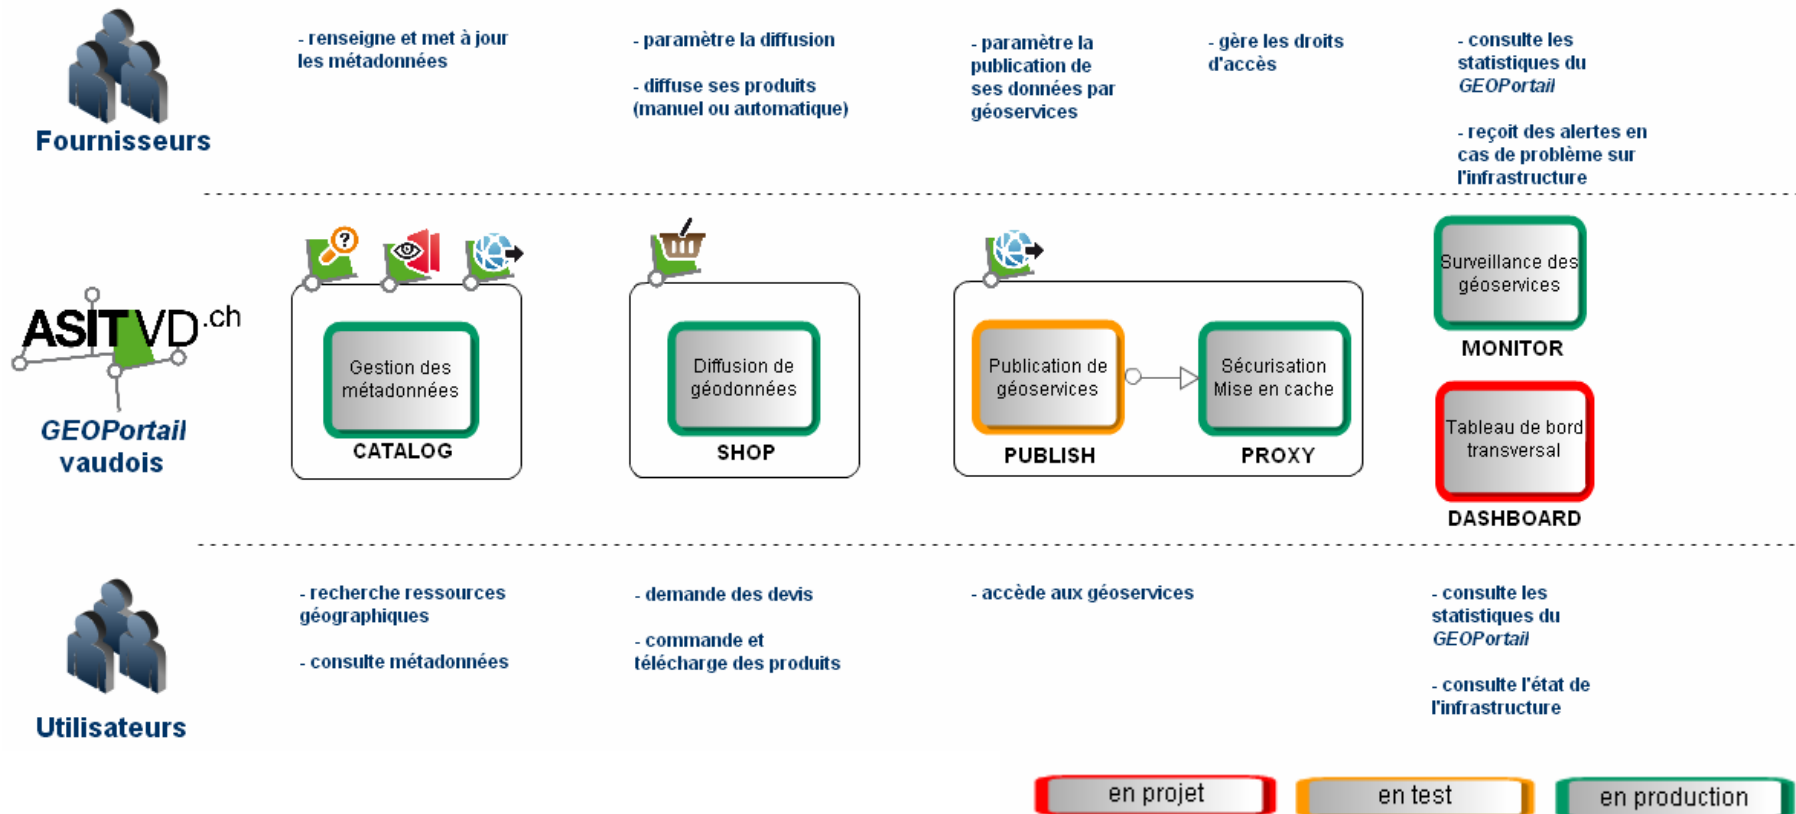 - renseigne et met à jour
les métadonnées
- paramètre la diffusion
- diffuse ses produits
(manuel ou automatique)
- paramètre la
publication de
ses données par
géoservices
- gère les droits
d'accès
- consulte les
statistiques du
GEOPortail
- reçoit des alertes en
cas de problème sur
l'infrastructure
Fournisseurs
ASIT VD.ch
GEOPortail
vaudois
?
Gestion des
métadonnées
CATALOG
Diffusion de
géodonnées
SHOP
Publication de
géoservices
PUBLISH
Sécurisation
Mise en cache
PROXY
Surveillance des
géoservices
MONITOR
Tableau de bord
transversal
DASHBOARD
- recherche ressources
géographiques
- consulte métadonnées
- demande des devis
- commande et
télécharge des produits
- accède aux géoservices
- consulte les
statistiques du
GEOPortail
- consulte l'état de
l'infrastructure
Utilisateurs
en projet
en test
en production